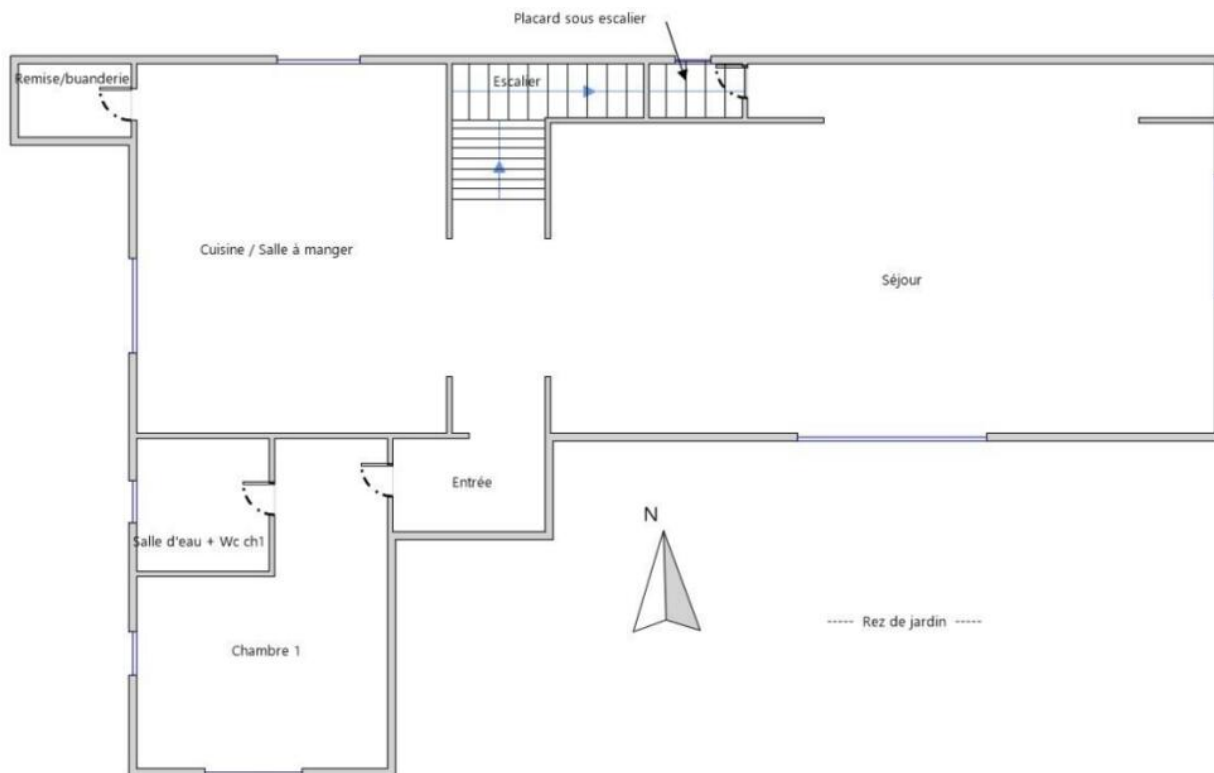 Placard sous escalier
Remise/buanderie
Escalier
Cuisine / Salle à manger
Séjour
Entrée
N
Salle d'eau + Wc ch1
----- Rez de jardin -----
Chambre 1